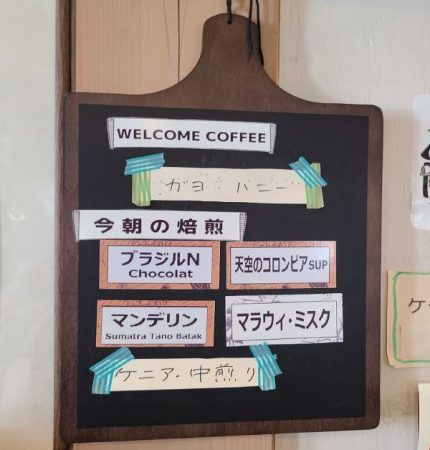 WELCOME COFFEE
ガヨ・ハニー
今朝の焙煎
ブラジルN
Chocolat
天空のコロンビアSUP
マンデリン
Sumatra Tano Batak
マラウィ・ミスク
ケニア・中煎り
ケ